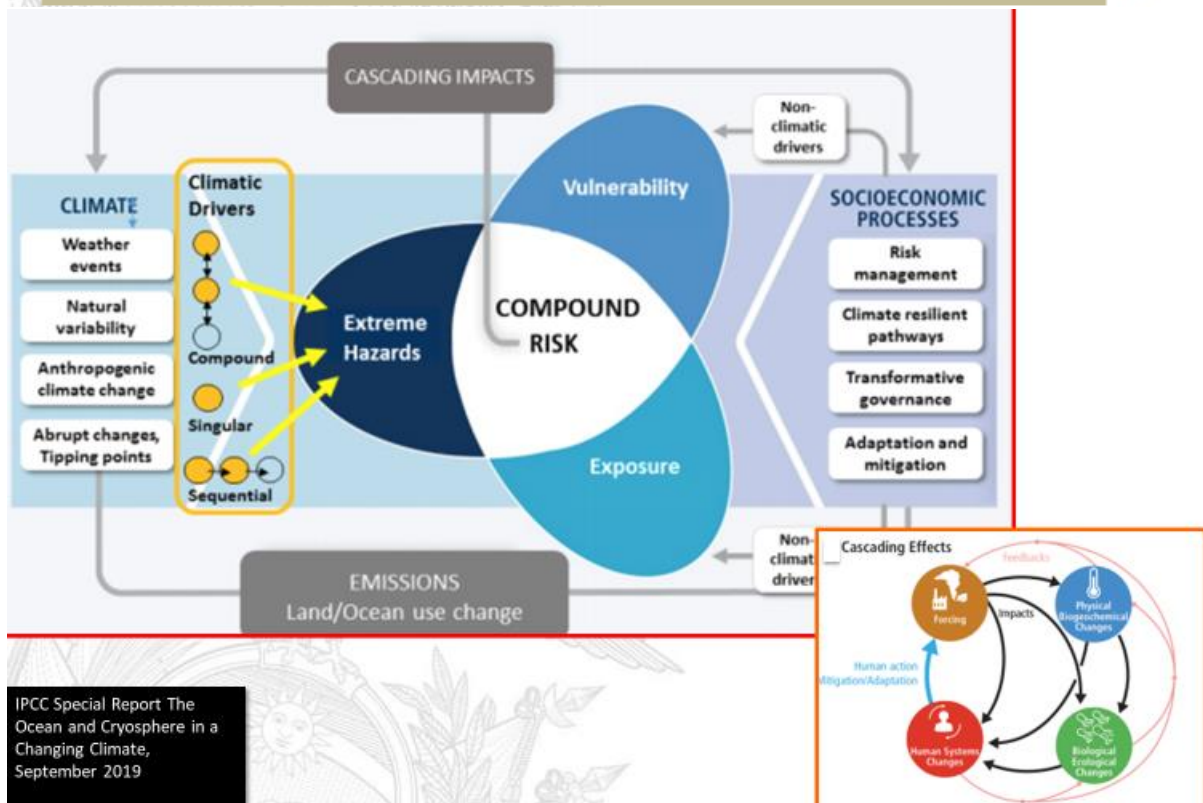 CASCADING IMPACTS
Non-
climatic
drivers
CLIMATE
Weather
events
Natural
variability
Anthropogenic
climate change
Abrupt changes,
Tipping points
Climatic
Drivers
Compound
Singular
Sequential
Extreme
Hazards
Vulnerability
COMPOUND
RISK
Exposure
SOCIOECONOMIC
PROCESSES
Risk
management
Climate resilient
pathways
Transformative
governance
Adaptation and
mitigation
Non-
climat
driver
EMISSIONS
Land/Ocean use change
Cascading Effects
feedbacks
Forcing
Impacts
Physical
Biogeochemical
Changes
Human action
Mitigation/Adaptation
Human Systems
Changes
Biological
Ecological
Changes
IPCC Special Report The
Ocean and Cryosphere in a
Changing Climate,
September 2019